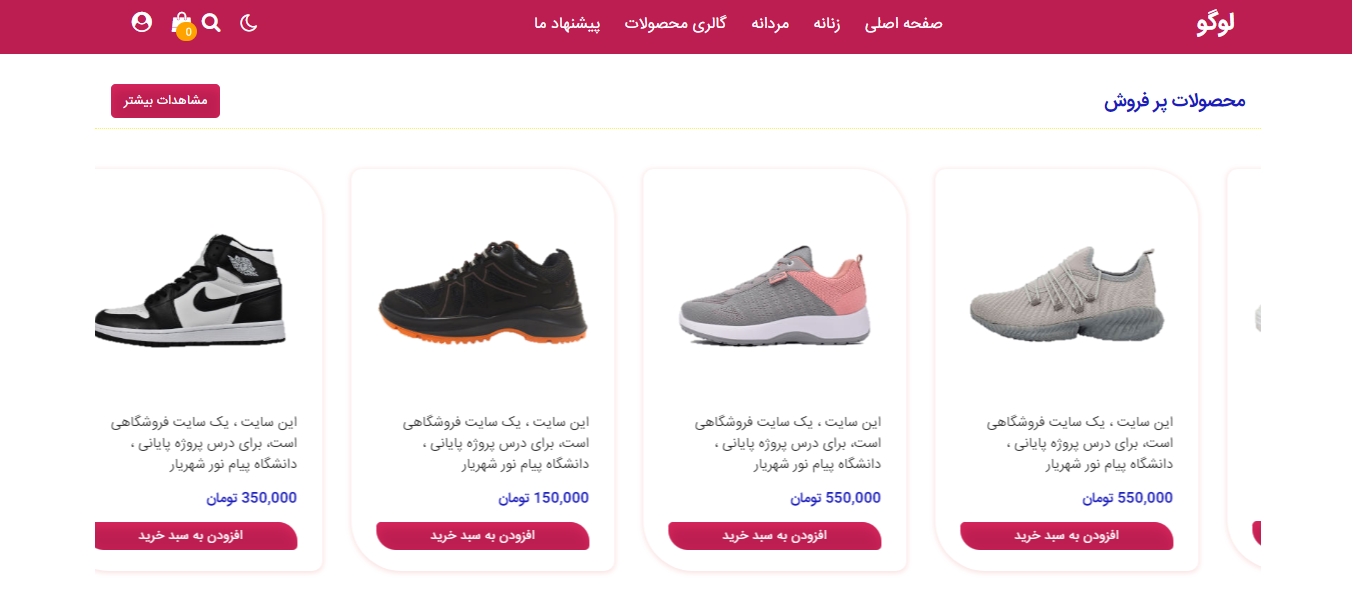 لوگو
صفحه اصلی
زنانه
مردانه
گالری محصولات
پیشنهاد ما
0
محصولات پر فروش
مشاهدات بیشتر
این سایت ، یک سایت فروشگاهی
است، برای درس پروژه پایانی ،
دانشگاه پیام نور شهریار
550,000 تومان
افزودن به سبد خرید
این سایت ، یک سایت فروشگاهی
است، برای درس پروژه پایانی ،
دانشگاه پیام نور شهریار
550,000 تومان
افزودن به سبد خرید
این سایت ، یک سایت فروشگاهی
است، برای درس پروژه پایانی ،
دانشگاه پیام نور شهریار
150,000 تومان
افزودن به سبد خرید
این سایت ، یک سایت فروشگاهی
است، برای درس پروژه پایانی ،
دانشگاه پیام نور شهریار
350,000 تومان
افزودن به سبد خرید